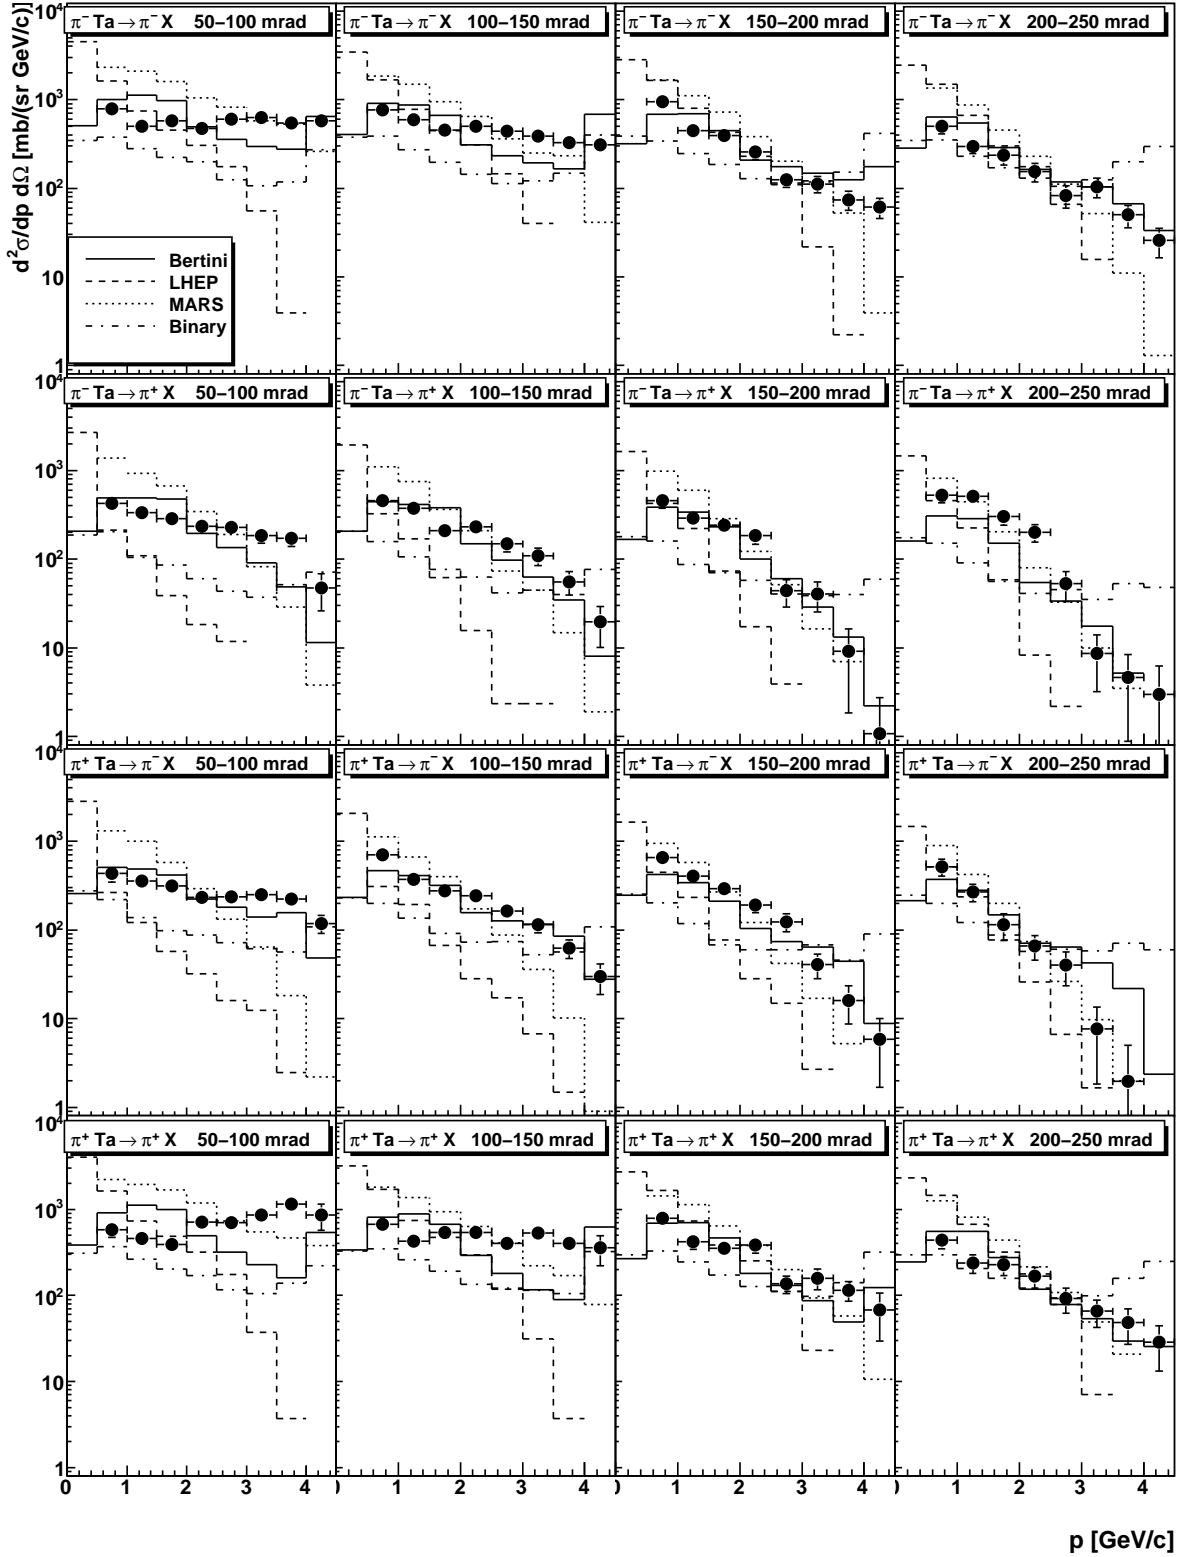 d²σ/dp dΩ [mb/(sr GeV/c)]
π⁻ Ta → π⁻ X 50–100 mrad
π⁻ Ta → π⁻ X 100–150 mrad
π⁻ Ta → π⁻ X 150–200 mrad
π⁻ Ta → π⁻ X 200–250 mrad
10⁴
10³
10²
10
1
Bertini
LHEP
MARS
Binary
π⁻ Ta → π⁺ X 50–100 mrad
π⁻ Ta → π⁺ X 100–150 mrad
π⁻ Ta → π⁺ X 150–200 mrad
π⁻ Ta → π⁺ X 200–250 mrad
10⁴
10³
10²
10
1
π⁺ Ta → π⁻ X 50–100 mrad
π⁺ Ta → π⁻ X 100–150 mrad
π⁺ Ta → π⁻ X 150–200 mrad
π⁺ Ta → π⁻ X 200–250 mrad
10⁴
10³
10²
10
1
π⁺ Ta → π⁺ X 50–100 mrad
π⁺ Ta → π⁺ X 100–150 mrad
π⁺ Ta → π⁺ X 150–200 mrad
π⁺ Ta → π⁺ X 200–250 mrad
10⁴
10³
10²
10
1
0 1 2 3 4 0 1 2 3 4 0 1 2 3 4 0 1 2 3 4
p [GeV/c]